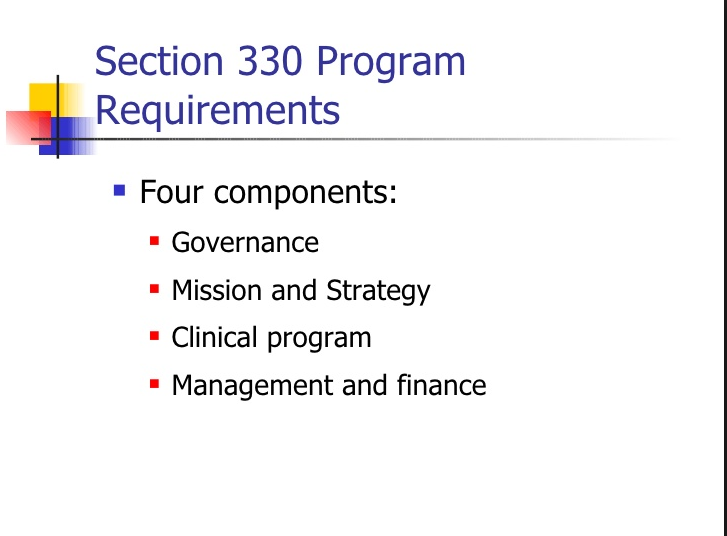 Section 330 Program
Requirements
Four components:
Governance
Mission and Strategy
Clinical program
Management and finance